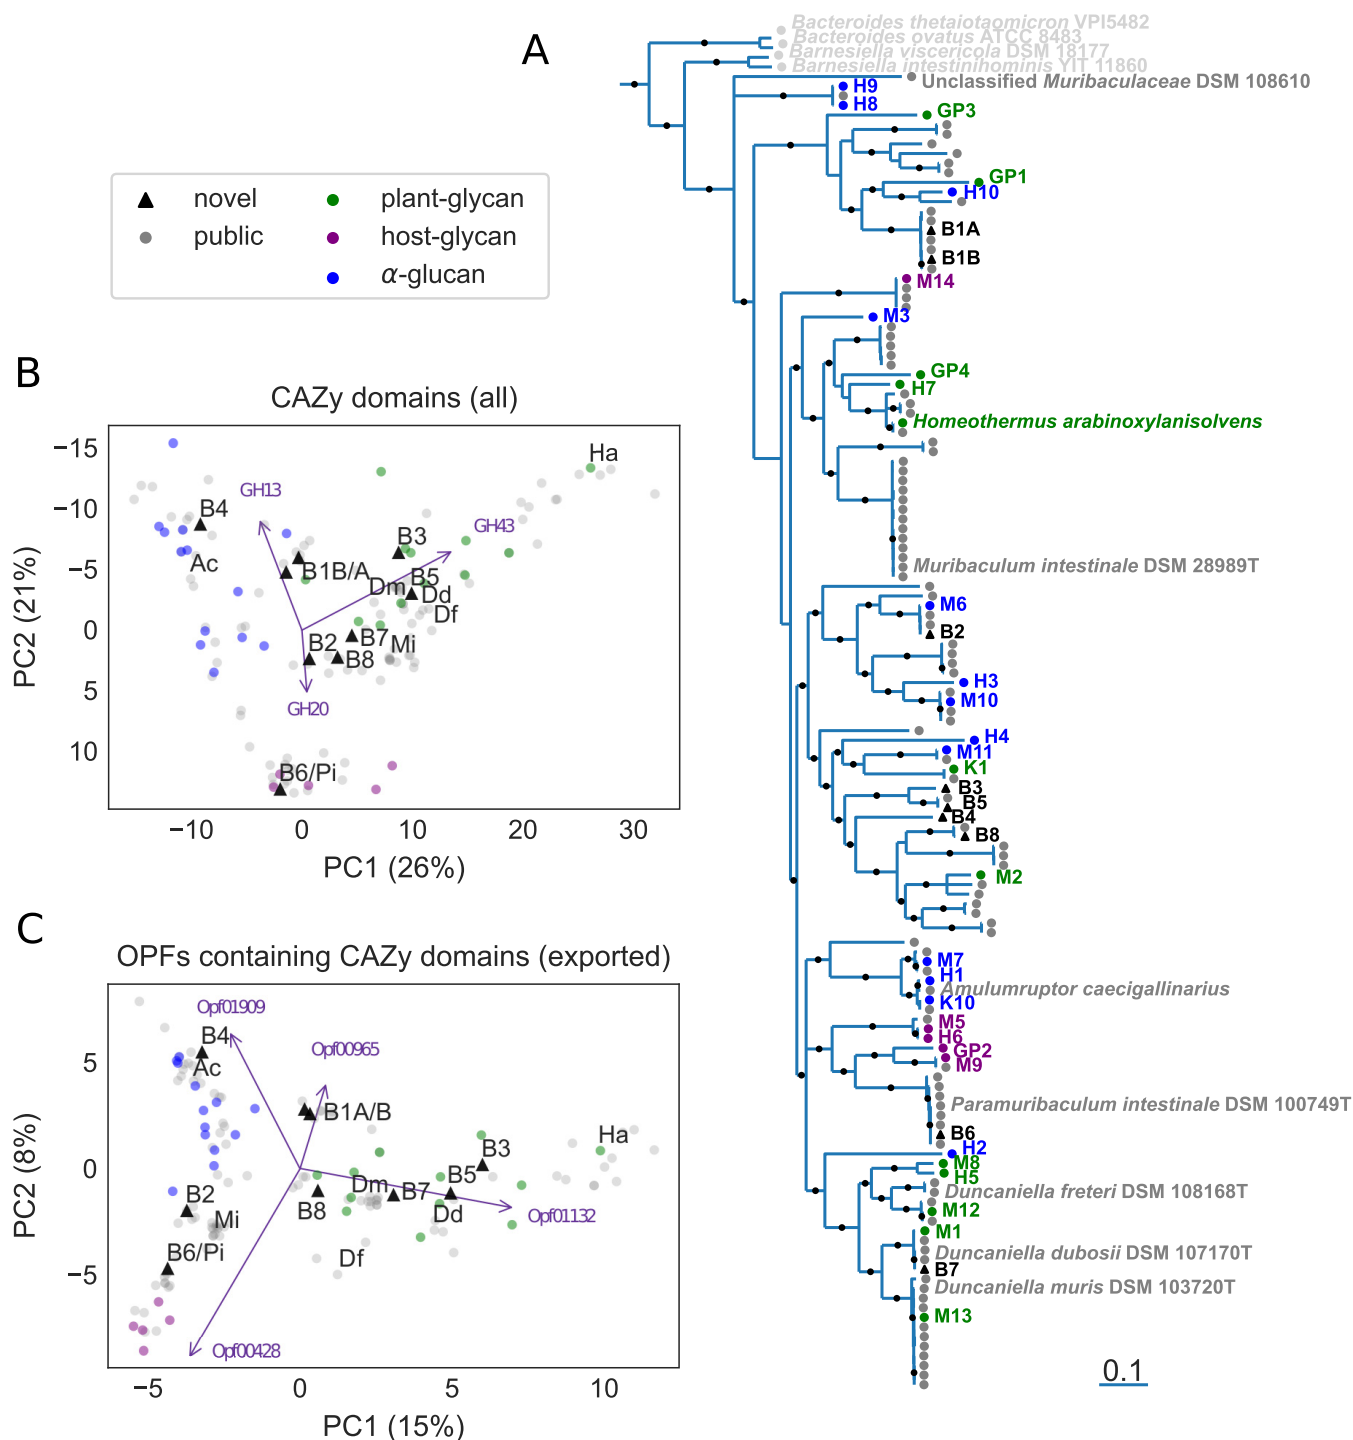 A
Bacteroides thetaiotaomicron VPI5482
Bacteroides ovatus ATCC 8483
Barnesiella viscericola DSM 18177
Barnesiella intestinihominis YIT 11860
Unclassified Muribaculaceae DSM 108610
H9
H8
GP3
GP1
H10
B1A
B1B
M14
M3
GP4
H7
Homeothermus arabinoxylanisolvens
Muribaculum intestinale DSM 28989T
M6
B2
H3
M10
H4
M11
K1
B3
B5
B4
B8
M2
M7
H1
Amulumruptor caecigallinarius
K10
M5
H6
GP2
M9
Paramuribaculum intestinale DSM 100749T
B6
H2
M8
H5
Duncaniella freteri DSM 108168T
M12
M1
Duncaniella dubosii DSM 107170T
B7
Duncaniella muris DSM 103720T
M13
0.1
novel
plant-glycan
public
host-glycan
α-glucan
B
CAZy domains (all)
PC2 (21%)
−15
−10
−5
0
5
10
Ha
GH13
B4
GH43
B3
Ac
B1B/A
Dm
B5
Dd
Df
B2
B7
B8
Mi
GH20
B6/Pi
−10
0
10
20
30
PC1 (26%)
C
OPFs containing CAZy domains (exported)
PC2 (8%)
5
0
−5
Opf01909
B4
Opf00965
Ac
B1A/B
Ha
B3
B5
Dm
B7
B2
B8
Dd
Opf01132
Mi
B6/Pi
Df
Opf00428
−5
0
5
10
PC1 (15%)